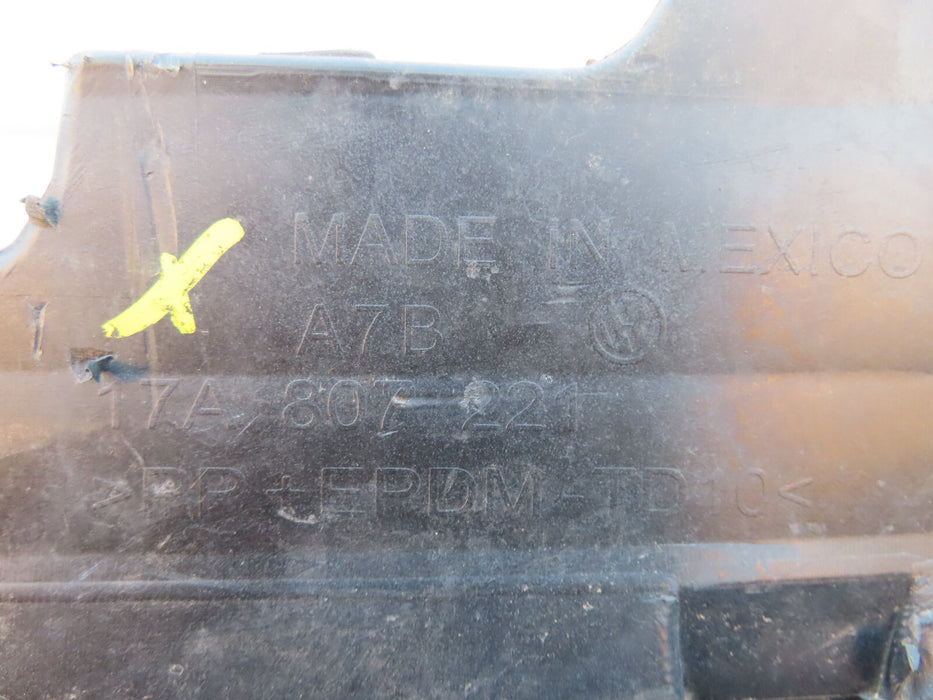 MADE IN MEXICO
A7B
17A 807 221
>PP+EPDM-TD10<